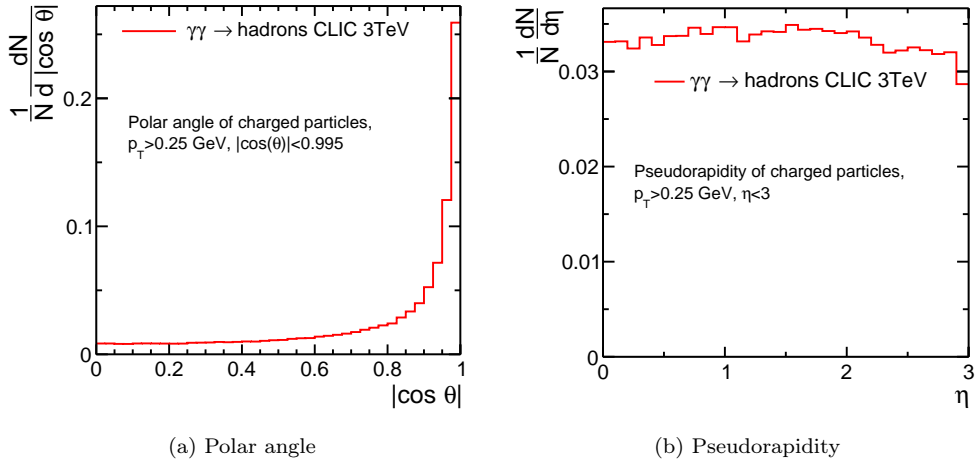 1/N dN/d |cos θ|
γγ → hadrons CLIC 3TeV
Polar angle of charged particles,
p_T>0.25 GeV, |cos(θ)|<0.995
0.2
0.1
0
0 0.2 0.4 0.6 0.8 1
|cos θ|
(a) Polar angle
1/N dN/dη
γγ → hadrons CLIC 3TeV
Pseudorapidity of charged particles,
p_T>0.25 GeV, η<3
0.03
0.02
0.01
0
0 1 2 3
η
(b) Pseudorapidity